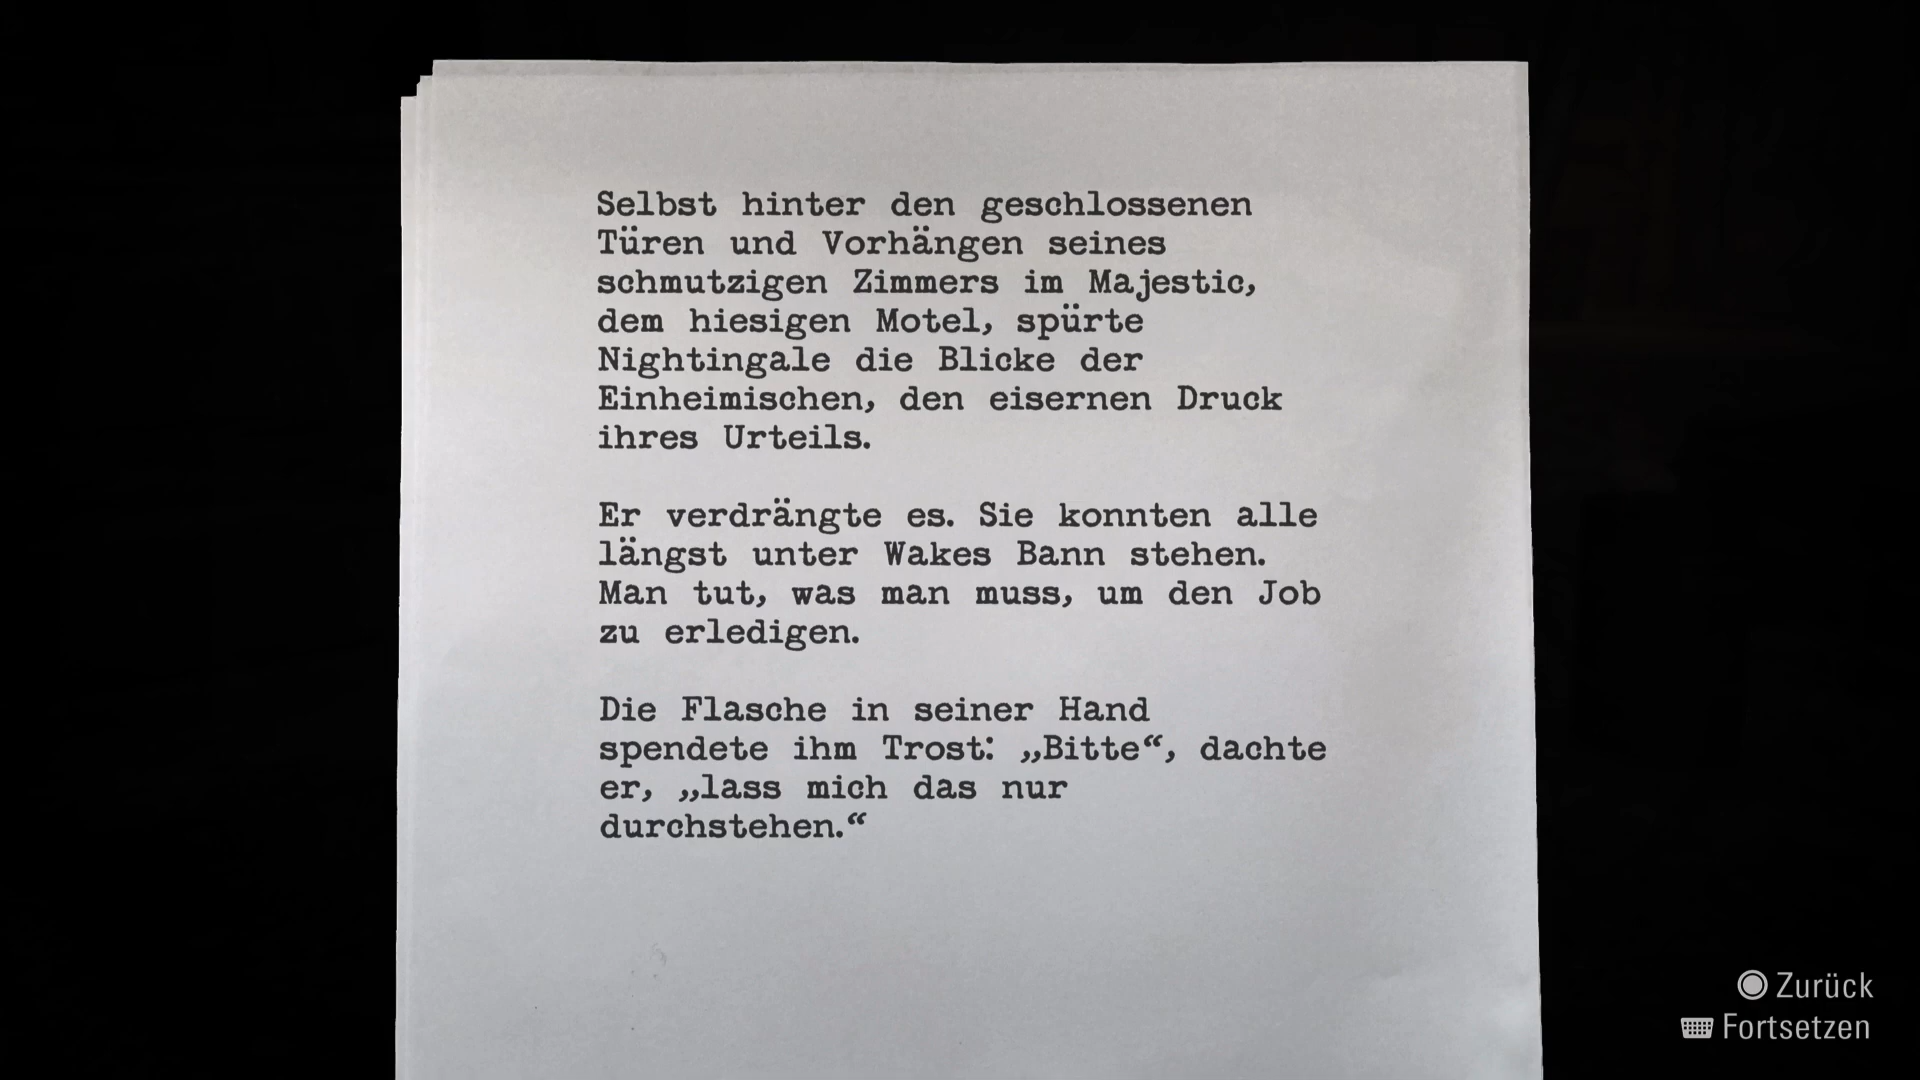 Selbst hinter den geschlossenen
Türen und Vorhängen seines
schmutzigen Zimmers im Majestic,
dem hiesigen Motel, spürte
Nightingale die Blicke der
Einheimischen, den eisernen Druck
ihres Urteils.
Er verdrängte es. Sie konnten alle
längst unter Wakes Bann stehen.
Man tut, was man muss, um den Job
zu erledigen.
Die Flasche in seiner Hand
spendete ihm Trost: „Bitte“, dachte
er, „lass mich das nur
durchstehen.“
Zurück
Fortsetzen